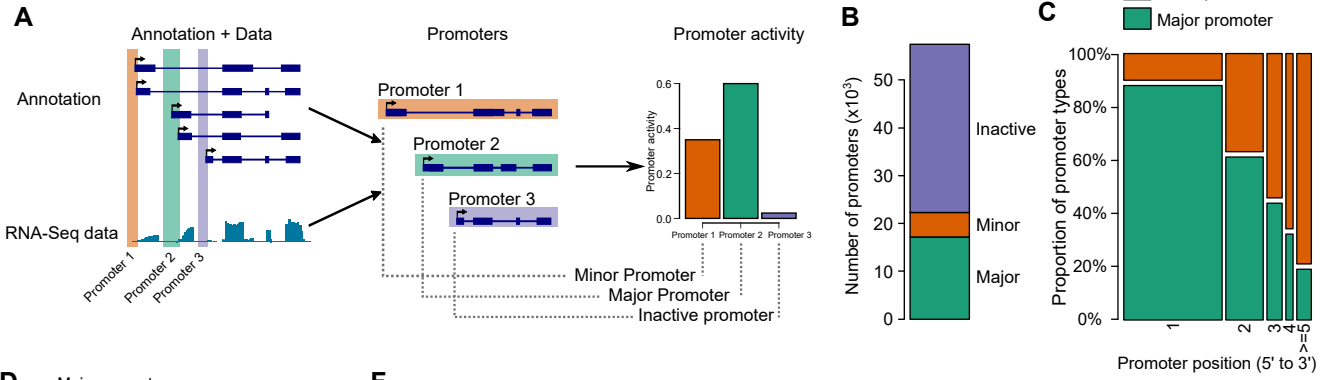 A
Annotation + Data
Annotation
RNA-Seq data
Promoter 1
Promoter 2
Promoter 3
Promoters
Promoter 1
Promoter 2
Promoter 3
Promoter activity
Promoter activity
0.6
0.4
0.2
0.0
Promoter 1 Promoter 2 Promoter 3
Minor Promoter
Major Promoter
Inactive promoter
B
Number of promoters (x10³)
50
40
30
20
10
0
Inactive
Minor
Major
C
Major promoter
Proportion of promoter types
100%
80%
60%
40%
20%
0%
1 2 3 4 >=5
Promoter position (5' to 3')
D